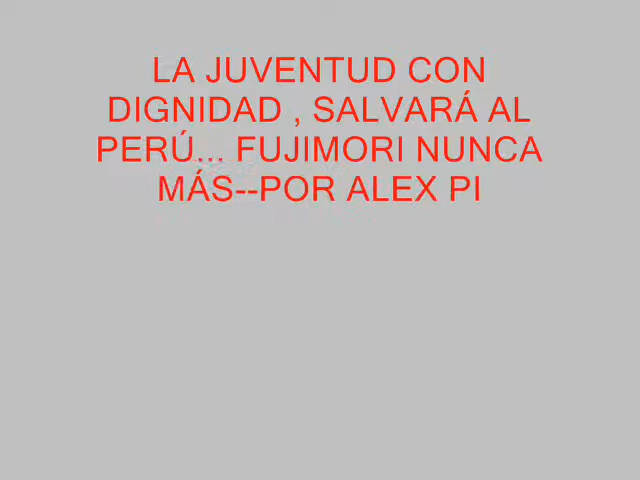 LA JUVENTUD CON
DIGNIDAD , SALVARÁ AL
PERÚ... FUJIMORI NUNCA
MÁS--POR ALEX PI